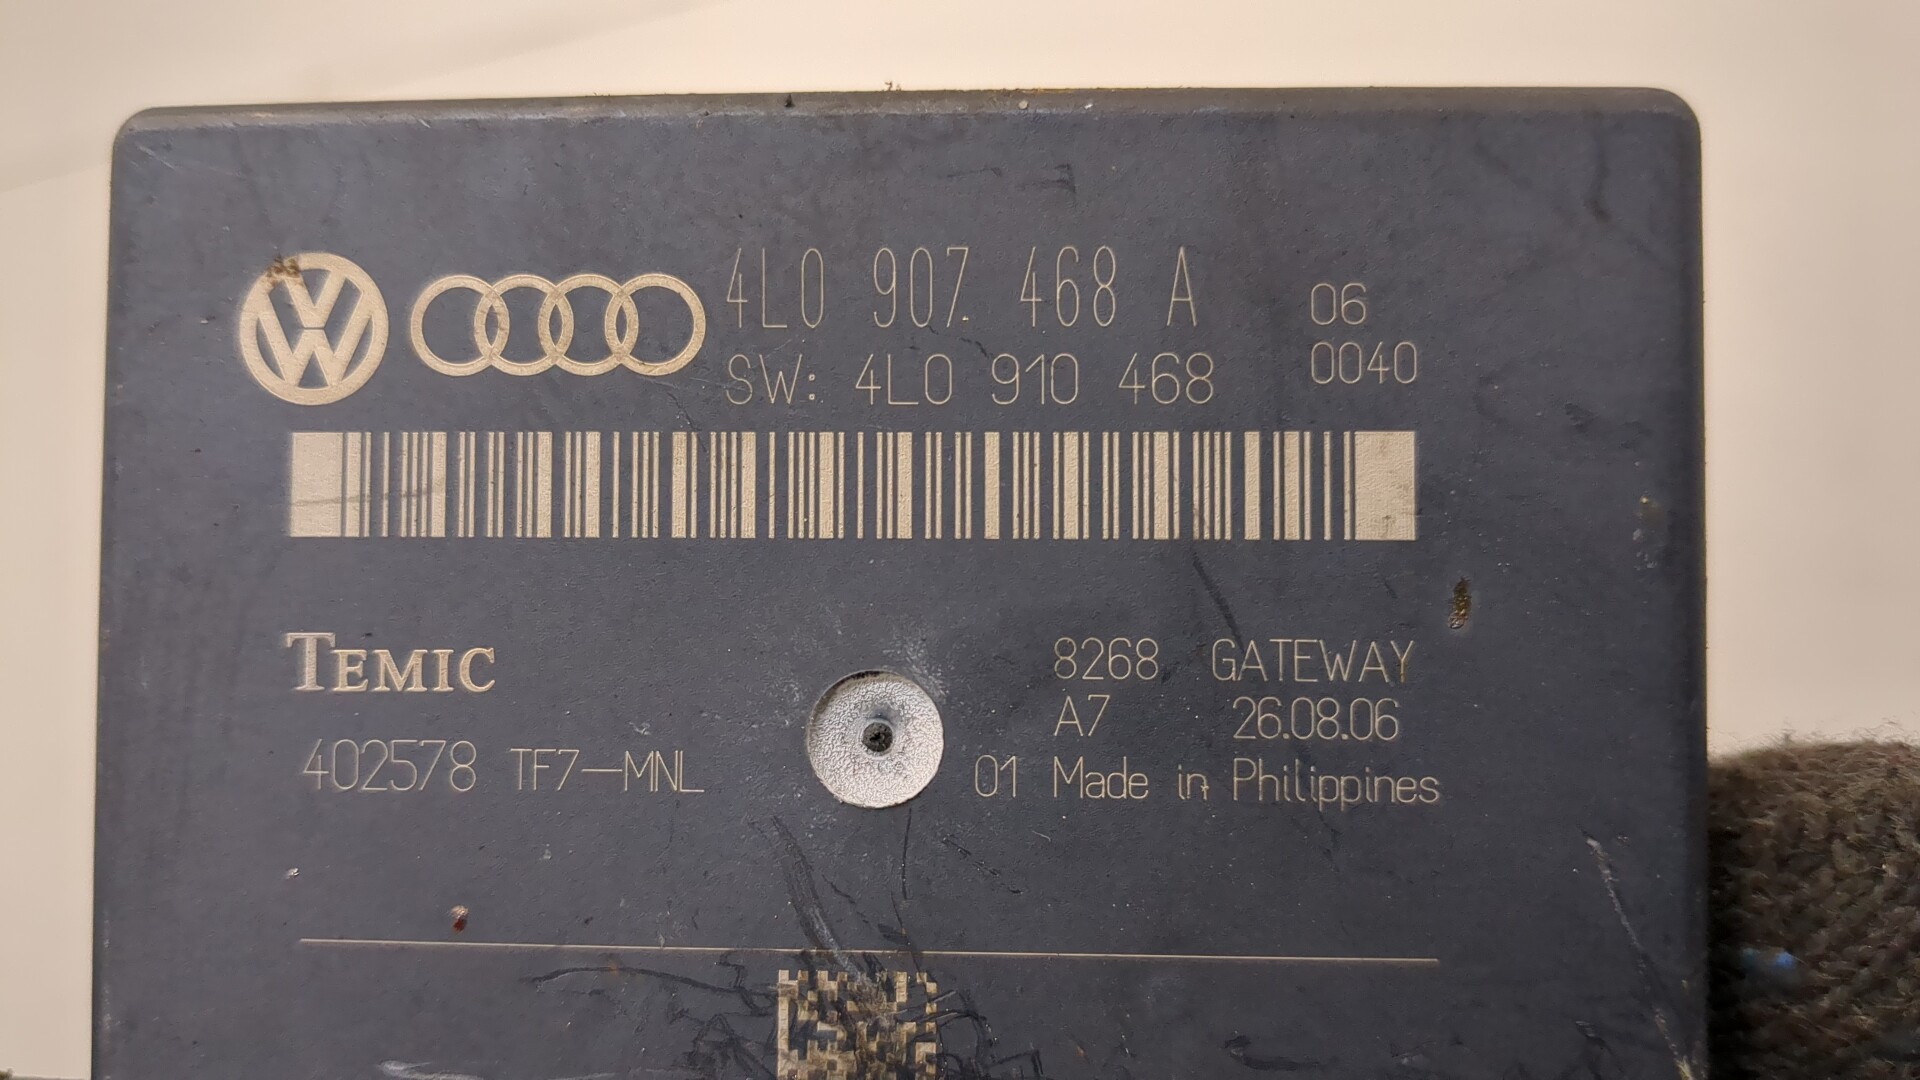 4L0 907 468 A 06
SW: 4L0 910 468 0040
TEMIC
8268 GATEWAY
A7 26.08.06
402578 TF7-MNL
01 Made in Philippines